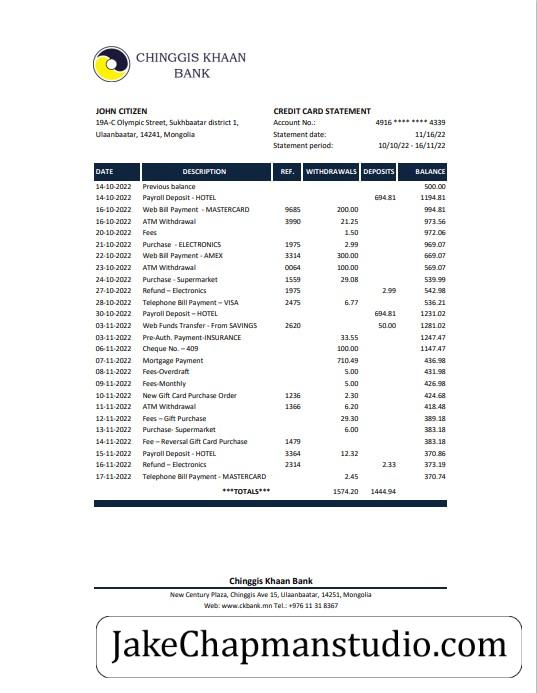 CHINGGIS KHAAN
BANK
JOHN CITIZEN
19A-C Olympic Street, Sukhbaatar district 1,
Ulaanbaatar, 14241, Mongolia
CREDIT CARD STATEMENT
Account No.: 4916 **** **** 4339
Statement date: 11/16/22
Statement period: 10/10/22 - 16/11/22
DATE DESCRIPTION REF. WITHDRAWALS DEPOSITS BALANCE
14-10-2022 Previous balance 500.00
14-10-2022 Payroll Deposit - HOTEL 694.81 1194.81
16-10-2022 Web Bill Payment - MASTERCARD 9685 200.00 994.81
16-10-2022 ATM Withdrawal 3990 21.25 973.56
20-10-2022 Fees 1.50 972.06
21-10-2022 Purchase - ELECTRONICS 1975 2.99 969.07
22-10-2022 Web Bill Payment - AMEX 3314 300.00 669.07
23-10-2022 ATM Withdrawal 0064 100.00 569.07
24-10-2022 Purchase - Supermarket 1559 29.08 539.99
27-10-2022 Refund – Electronics 1975 2.99 542.98
28-10-2022 Telephone Bill Payment – VISA 2475 6.77 536.21
30-10-2022 Payroll Deposit – HOTEL 694.81 1231.02
03-11-2022 Web Funds Transfer - From SAVINGS 2620 50.00 1281.02
03-11-2022 Pre-Auth. Payment-INSURANCE 33.55 1247.47
06-11-2022 Cheque No. – 409 100.00 1147.47
07-11-2022 Mortgage Payment 710.49 436.98
08-11-2022 Fees-Overdraft 5.00 431.98
09-11-2022 Fees-Monthly 5.00 426.98
10-11-2022 New Gift Card Purchase Order 1236 2.30 424.68
11-11-2022 ATM Withdrawal 1366 6.20 418.48
12-11-2022 Fees – Gift Purchase 29.30 389.18
13-11-2022 Purchase- Supermarket 6.00 383.18
14-11-2022 Fee – Reversal Gift Card Purchase 1479 383.18
15-11-2022 Payroll Deposit - HOTEL 3364 12.32 370.86
16-11-2022 Refund – Electronics 2314 2.33 373.19
17-11-2022 Telephone Bill Payment - MASTERCARD 2.45 370.74
***TOTALS*** 1574.20 1444.94
Chinggis Khaan Bank
New Century Plaza, Chinggis Ave 15, Ulaanbaatar, 14251, Mongolia
Web: www.ckbank.mn Tel.: +976 11 31 8367
JakeChapmanstudio.com